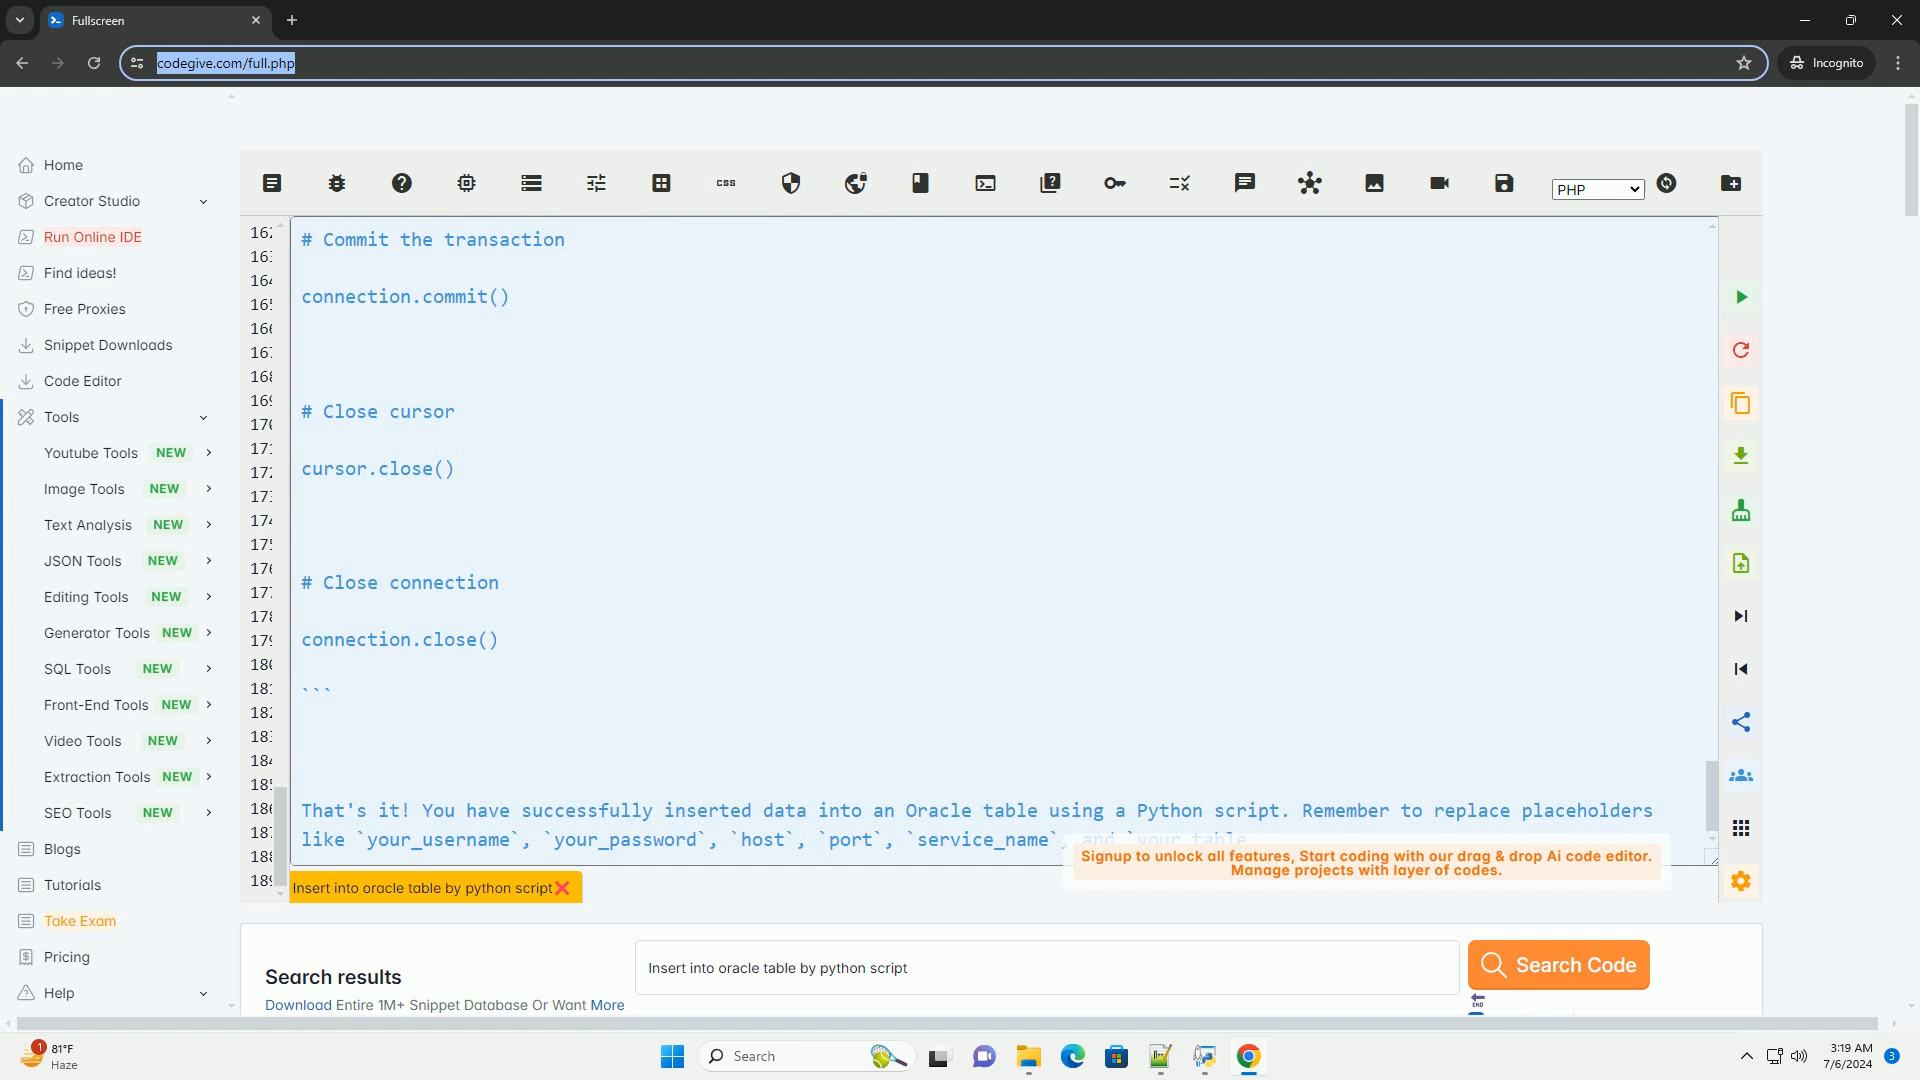 Fullscreen
codegive.com/full.php
Incognito
Home
Creator Studio
Run Online IDE
Find ideas!
Free Proxies
Snippet Downloads
Code Editor
Tools
Youtube Tools NEW
Image Tools NEW
Text Analysis NEW
JSON Tools NEW
Editing Tools NEW
Generator Tools NEW
SQL Tools NEW
Front-End Tools NEW
Video Tools NEW
Extraction Tools NEW
SEO Tools NEW
Blogs
Tutorials
Take Exam
Pricing
Help
css
PHP
# Commit the transaction
connection.commit()
# Close cursor
cursor.close()
# Close connection
connection.close()
```
That's it! You have successfully inserted data into an Oracle table using a Python script. Remember to replace placeholders
like `your_username`, `your_password`, `host`, `port`, `service_name`, and `your_table
Signup to unlock all features, Start coding with our drag & drop Ai code editor.
Manage projects with layer of codes.
Insert into oracle table by python script
Search results
Download Entire 1M+ Snippet Database Or Want More
Insert into oracle table by python script
Search Code
END
1
81°F
Haze
Search
3:19 AM
7/6/2024
3